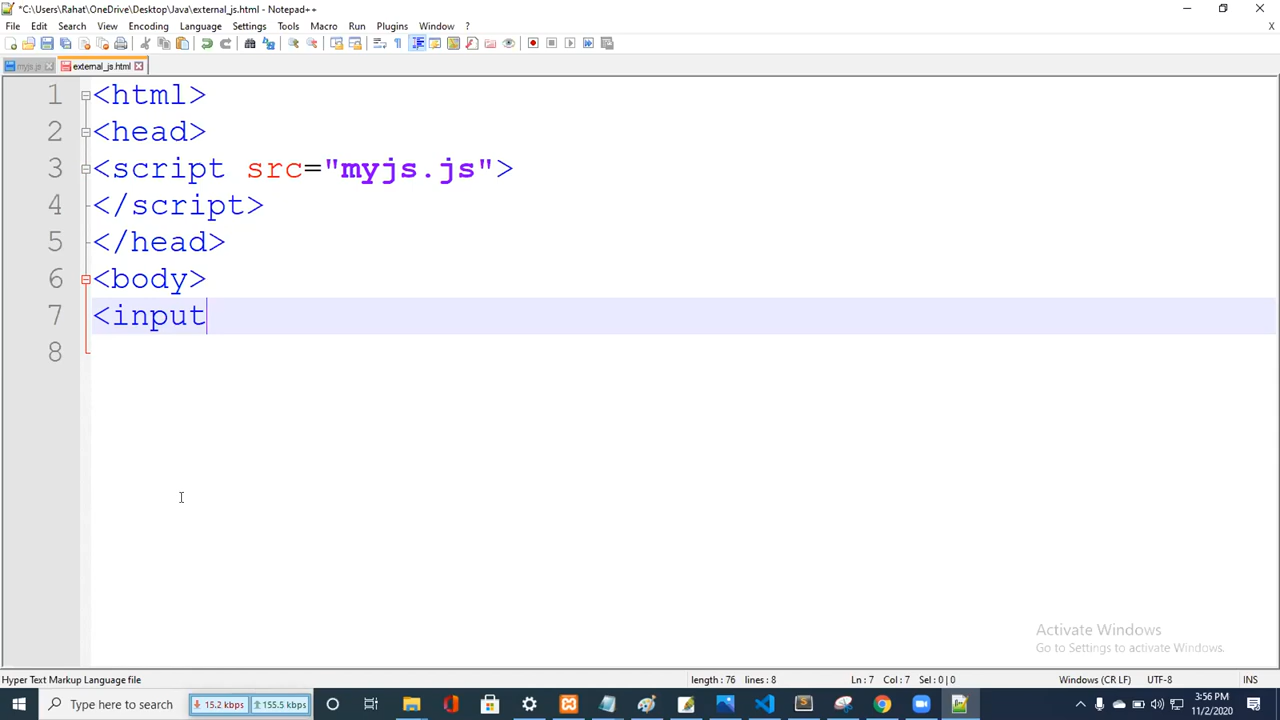 *C:\Users\Rahat\OneDrive\Desktop\Java\external_js.html - Notepad++
File Edit Search View Encoding Language Settings Tools Macro Run Plugins Window ? X
myjs.js external_js.html
1 <html>
2 <head>
3 <script src="myjs.js">
4 </script>
5 </head>
6 <body>
7 <input
8
Activate Windows
Go to Settings to activate Windows.
Hyper Text Markup Language file length : 76 lines : 8 Ln : 7 Col : 7 Sel : 0 | 0 Windows (CR LF) UTF-8 INS
Type here to search 15.2 kbps 155.5 kbps 3:56 PM
11/2/2020